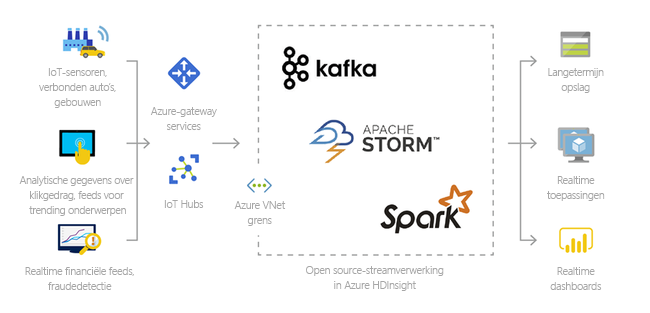 IoT-sensoren,
verbonden auto's,
gebouwen
Analytische gegevens over
klikgedrag, feeds voor
trending onderwerpen
Realtime financiële feeds,
fraudedetectie
Azure-gateway
services
IoT Hubs
Azure VNet
grens
kafka
APACHE
STORM™
Spark
Open source-streamverwerking
in Azure HDInsight
Langetermijn
opslag
Realtime
toepassingen
Realtime
dashboards